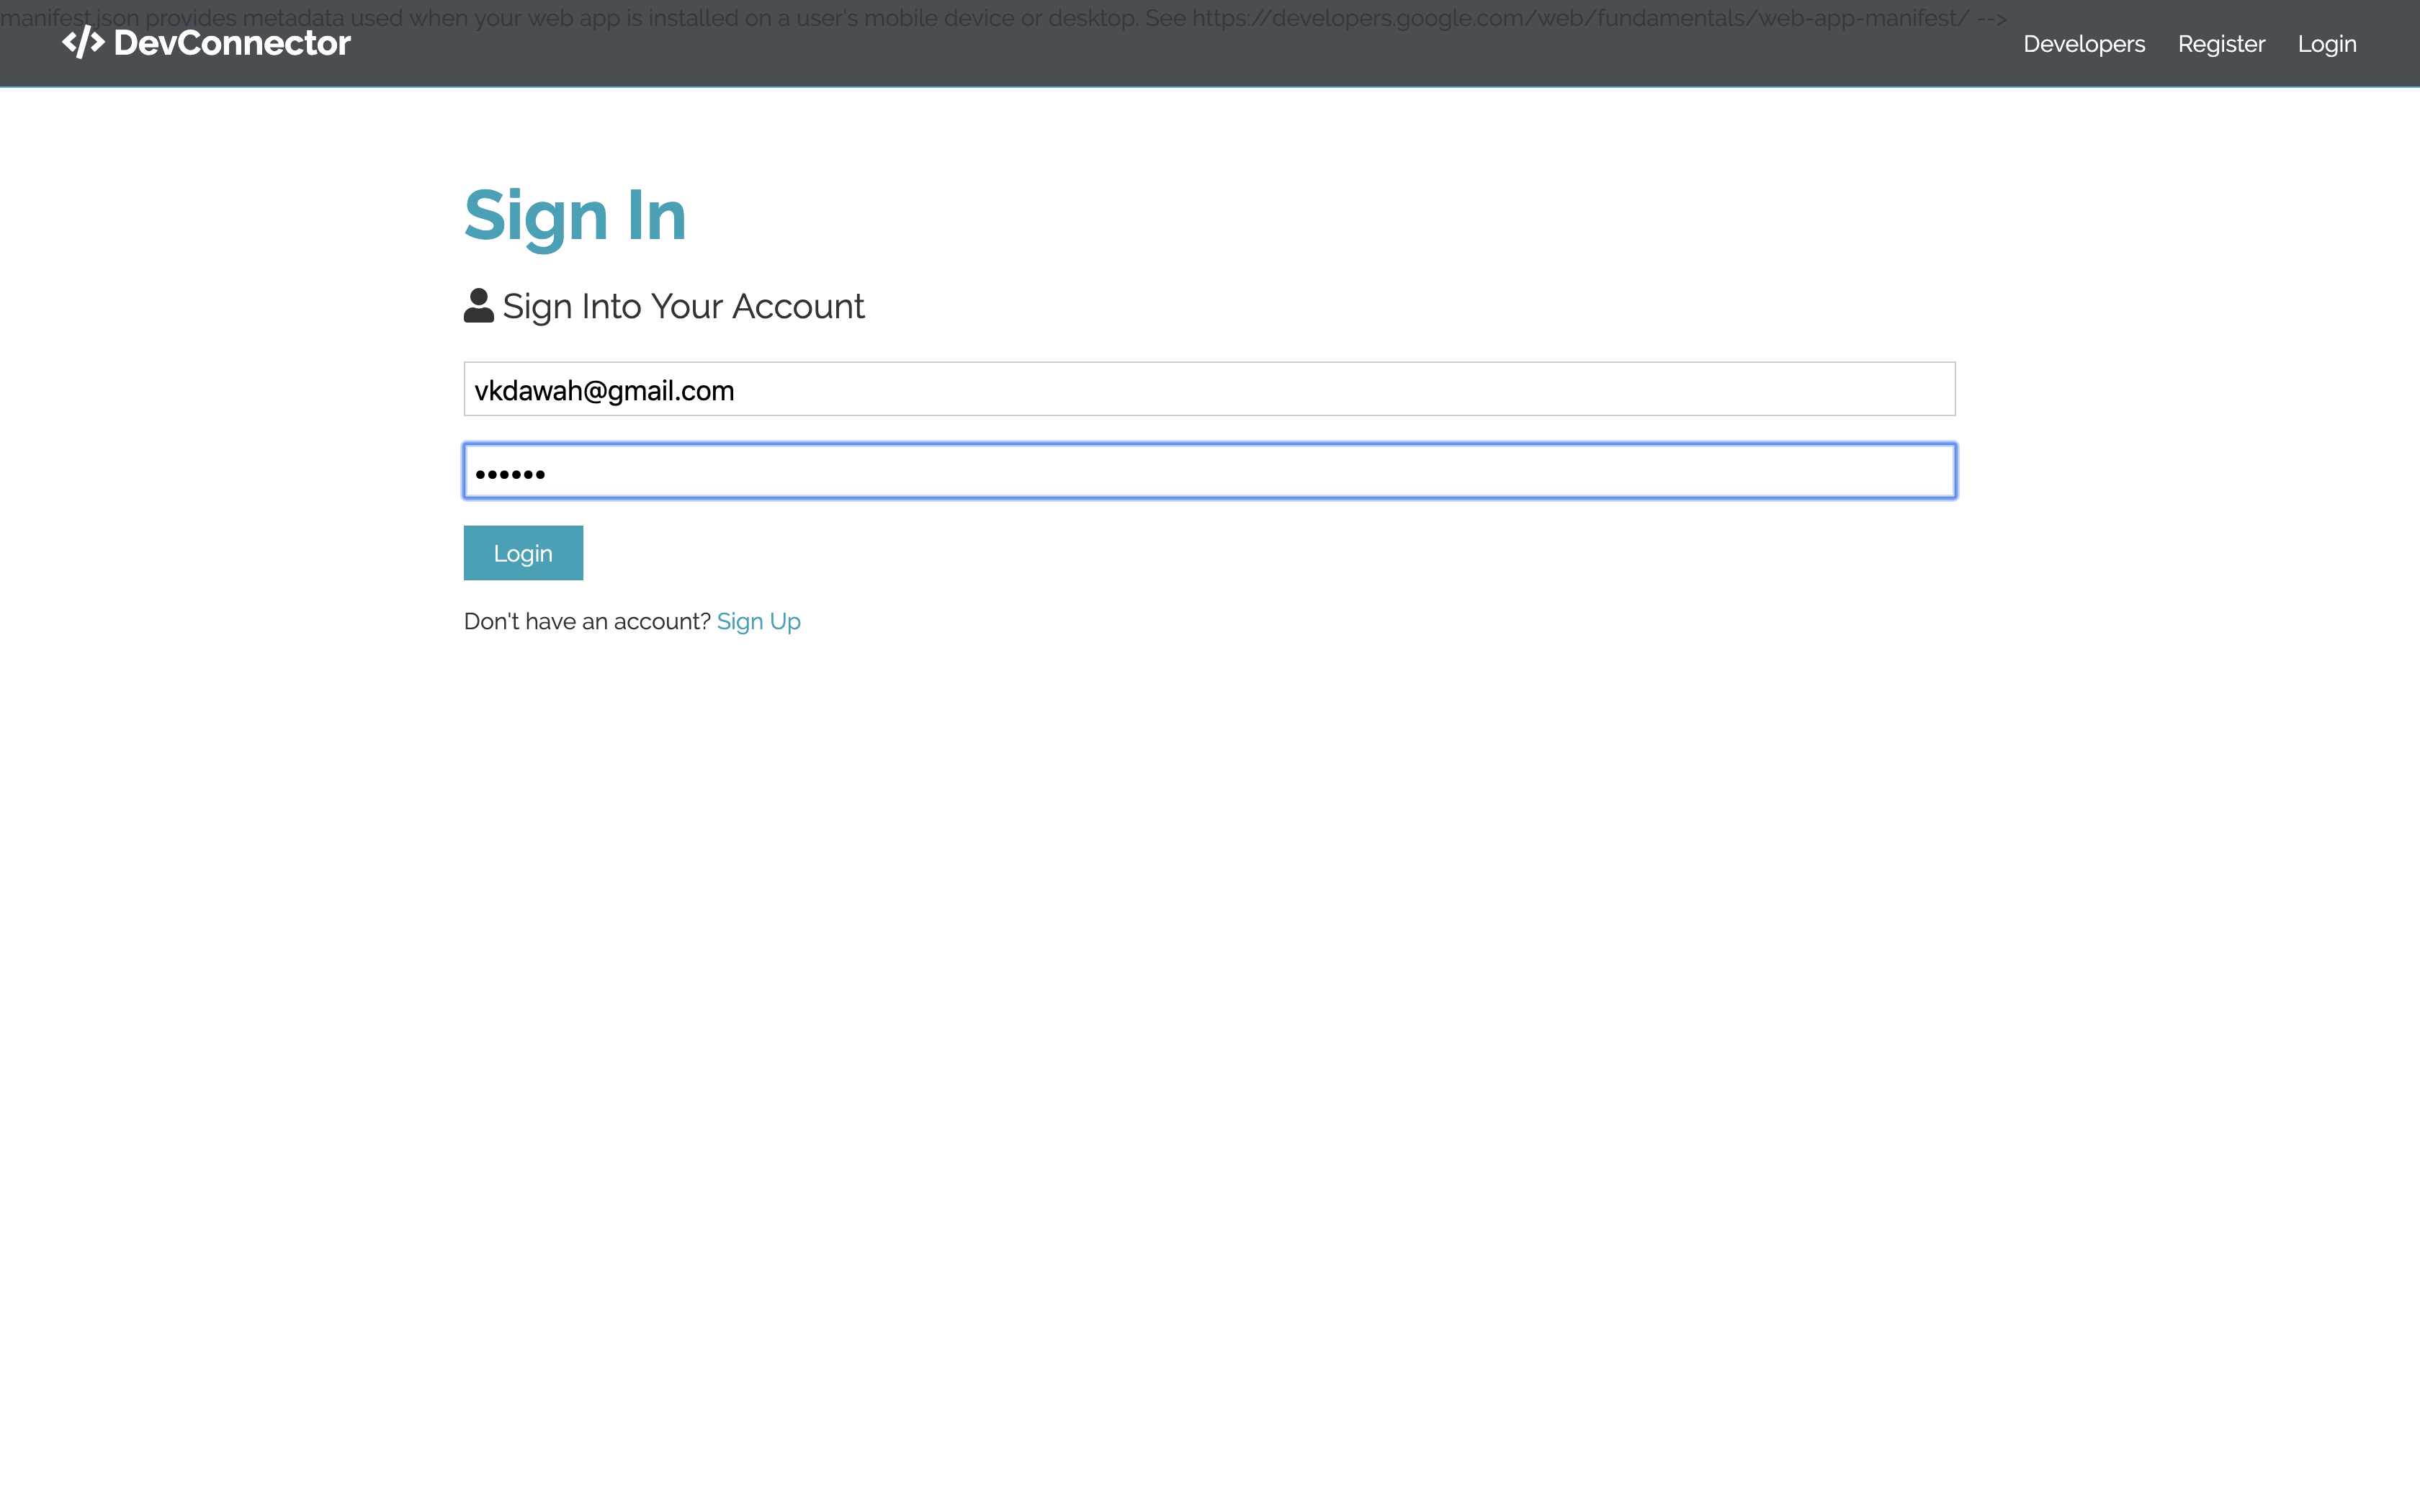 manifest.json provides metadata used when your web app is installed on a user's mobile device or desktop. See https://developers.google.com/web/fundamentals/web-app-manifest/ -->
</> DevConnector
Developers Register Login
Sign In
Sign Into Your Account
vkdawah@gmail.com
••••••
Login
Don't have an account? Sign Up